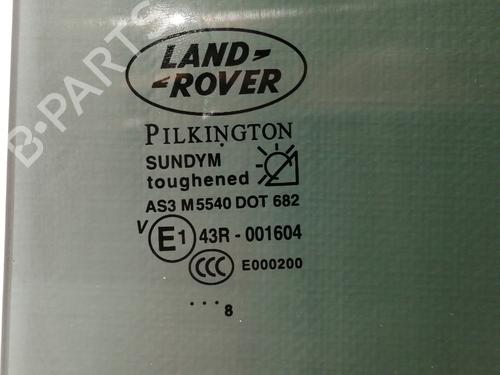 LAND-
-ROVER
PILKINGTON
SUNDYM
toughened
AS3 M5540 DOT 682
V E1 43R - 001604
CCC E000200
... 8
B-PARTS